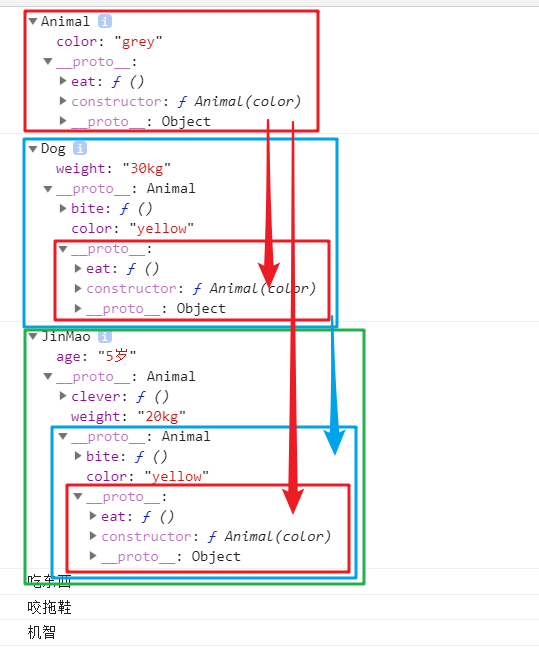 ▼Animal i
color: "grey"
▼__proto__:
▶eat: ƒ ()
▶constructor: ƒ Animal(color)
▶__proto__: Object
▼Dog i
weight: "30kg"
▼__proto__: Animal
▶bite: ƒ ()
color: "yellow"
▼__proto__:
▶eat: ƒ ()
▶constructor: ƒ Animal(color)
▶__proto__: Object
▼JinMao i
age: "5岁"
▼__proto__: Animal
▶clever: ƒ ()
weight: "20kg"
▼__proto__: Animal
▶bite: ƒ ()
color: "yellow"
▼__proto__:
▶eat: ƒ ()
▶constructor: ƒ Animal(color)
▶__proto__: Object
吃东西
咬拖鞋
机智